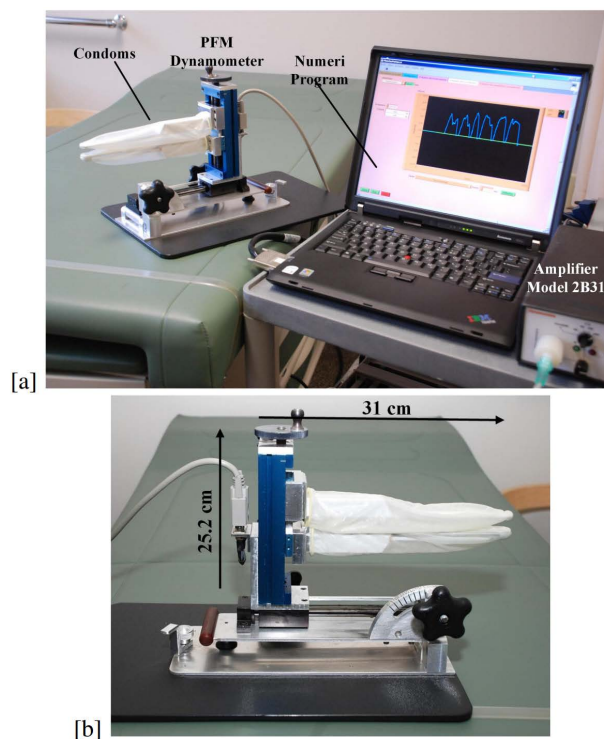 PFM
Dynamometer
Condoms
Numeri
Program
Amplifier
Model 2B31
[a]
31 cm
25.2 cm
[b]